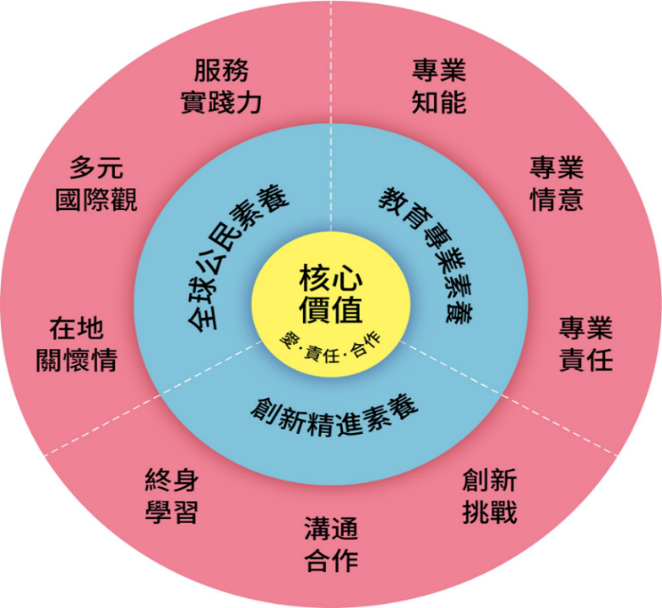 核心
價值
愛·責任·合作
教育專業素養
專業
知能
專業
情意
專業
責任
創新精進素養
創新
挑戰
溝通
合作
終身
學習
全球公民素養
在地
關懷情
多元
國際觀
服務
實踐力